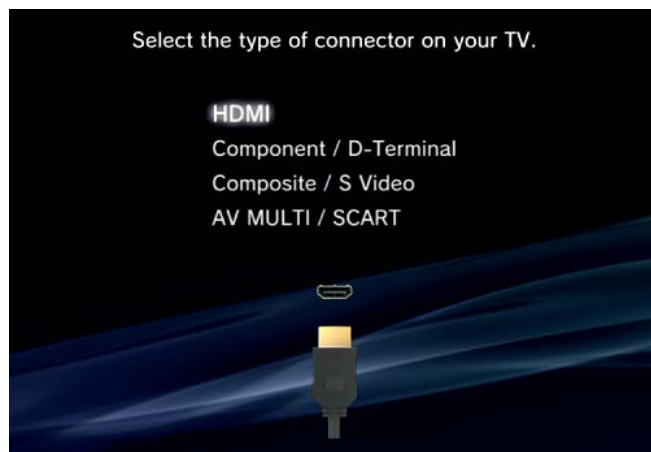 Select the type of connector on your TV.
HDMI
Component / D-Terminal
Composite / S Video
AV MULTI / SCART